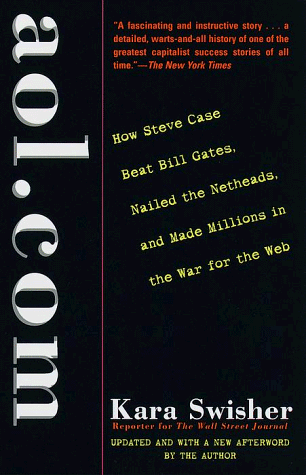 aol.com
"A fascinating and instructive story . . . a
detailed, warts-and-all history of one of the
greatest capitalist success stories of all
time."—The New York Times
How Steve Case
Beat Bill Gates,
Nailed the Netheads,
and Made Millions in
the War for the Web
Kara Swisher
Reporter for The Wall Street Journal
UPDATED AND WITH A NEW AFTERWORD
BY THE AUTHOR